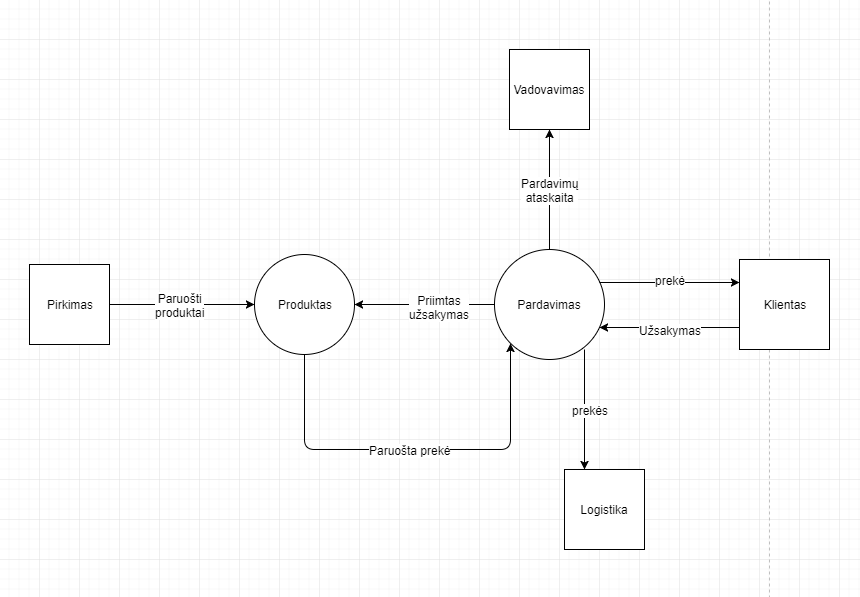 Vadovavimas
Pardavimų
ataskaita
Pirkimas
Paruošti
produktai
Produktas
Priimtas
užsakymas
Pardavimas
prekė
Užsakymas
Klientas
Paruošta prekė
prekės
Logistika